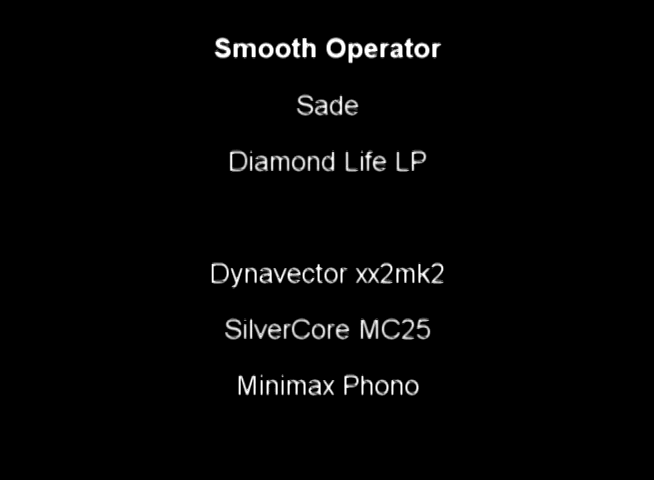 Smooth Operator
Sade
Diamond Life LP
Dynavector xx2mk2
SilverCore MC25
Minimax Phono